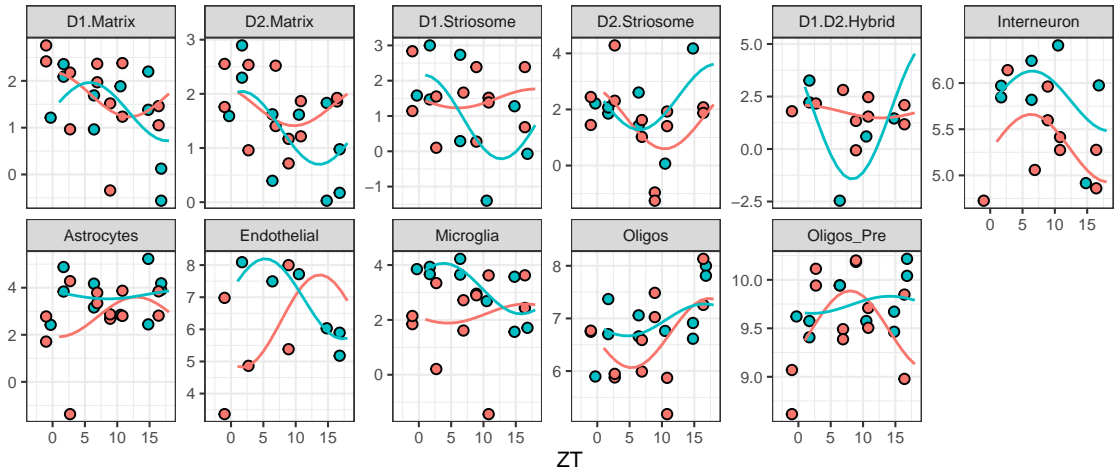 D1.Matrix D2.Matrix D1.Striosome D2.Striosome D1.D2.Hybrid Interneuron
2 3 3 4 5.0 6.0
1 2 2 2 2.5 5.5
0 1 1 0 0.0 5.0
0 −1 −2.5
0 5 10 15
Astrocytes Endothelial Microglia Oligos Oligos_Pre
4 8 4 8 10.0
2 7 2 7 9.5
0 6 0 6 9.0
5
4
0 5 10 15 0 5 10 15 0 5 10 15 0 5 10 15 0 5 10 15
ZT